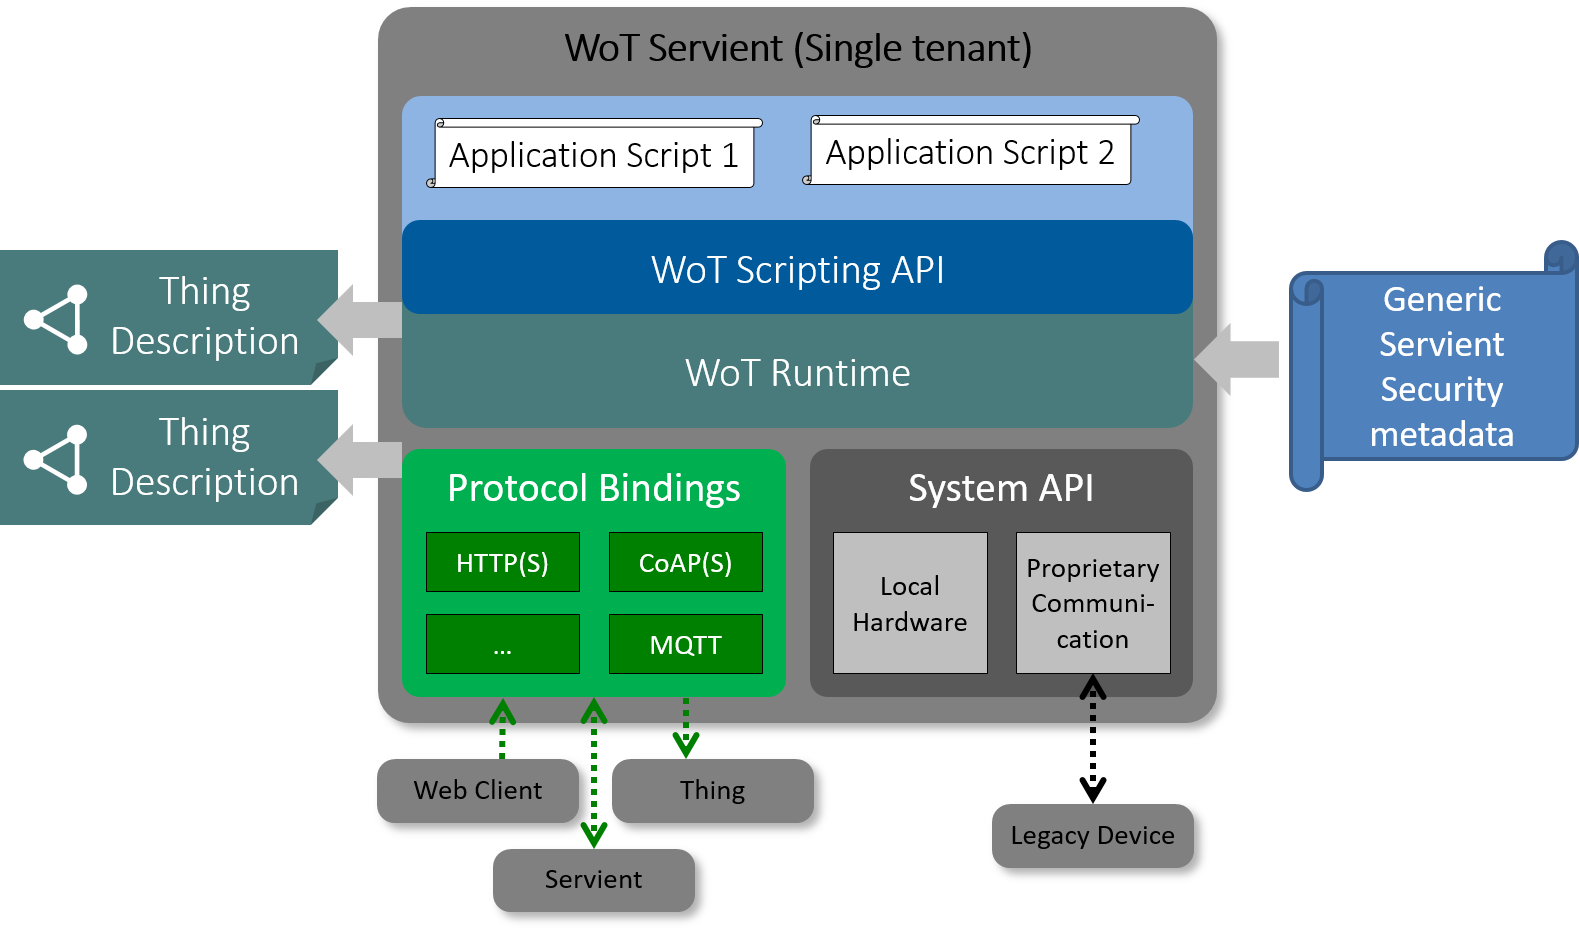 WoT Servient (Single tenant)
Application Script 1
Application Script 2
WoT Scripting API
WoT Runtime
Thing
Description
Thing
Description
Generic
Servient
Security
metadata
Protocol Bindings
HTTP(S)
CoAP(S)
...
MQTT
System API
Local
Hardware
Proprietary
Communi-
cation
Web Client
Thing
Servient
Legacy Device